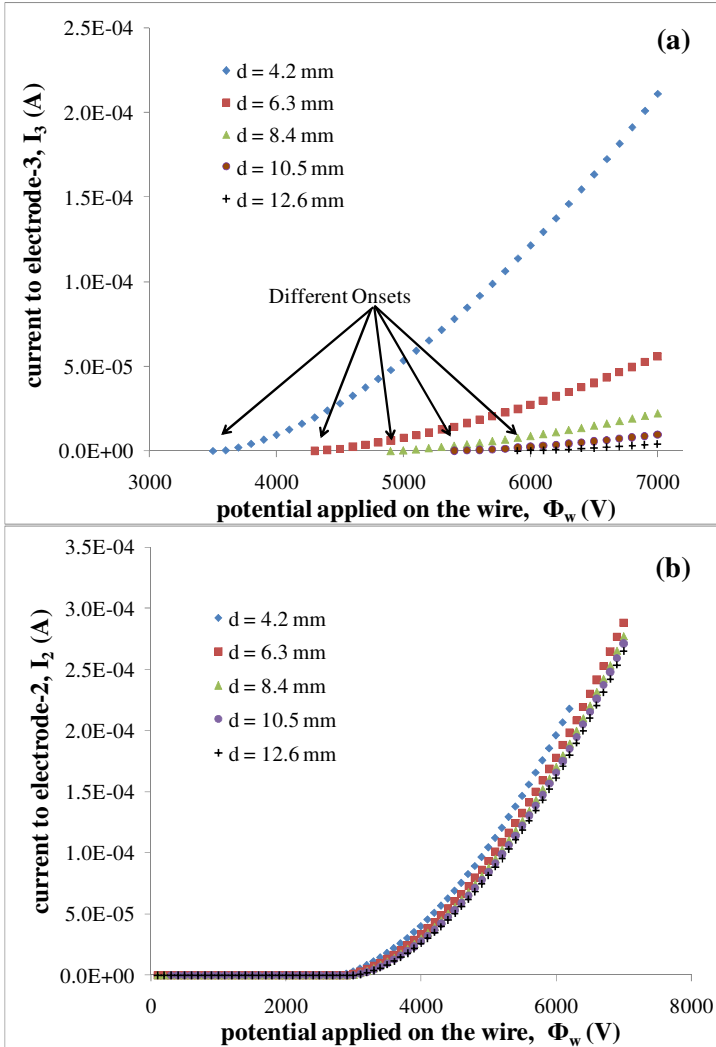 (a)
2.5E-04
2.0E-04
1.5E-04
1.0E-04
5.0E-05
0.0E+00
current to electrode-3, I3 (A)
d = 4.2 mm
d = 6.3 mm
d = 8.4 mm
d = 10.5 mm
d = 12.6 mm
Different Onsets
3000 4000 5000 6000 7000
potential applied on the wire, Φw (V)
(b)
3.5E-04
3.0E-04
2.5E-04
2.0E-04
1.5E-04
1.0E-04
5.0E-05
0.0E+00
current to electrode-2, I2 (A)
d = 4.2 mm
d = 6.3 mm
d = 8.4 mm
d = 10.5 mm
d = 12.6 mm
0 2000 4000 6000 8000
potential applied on the wire, Φw (V)